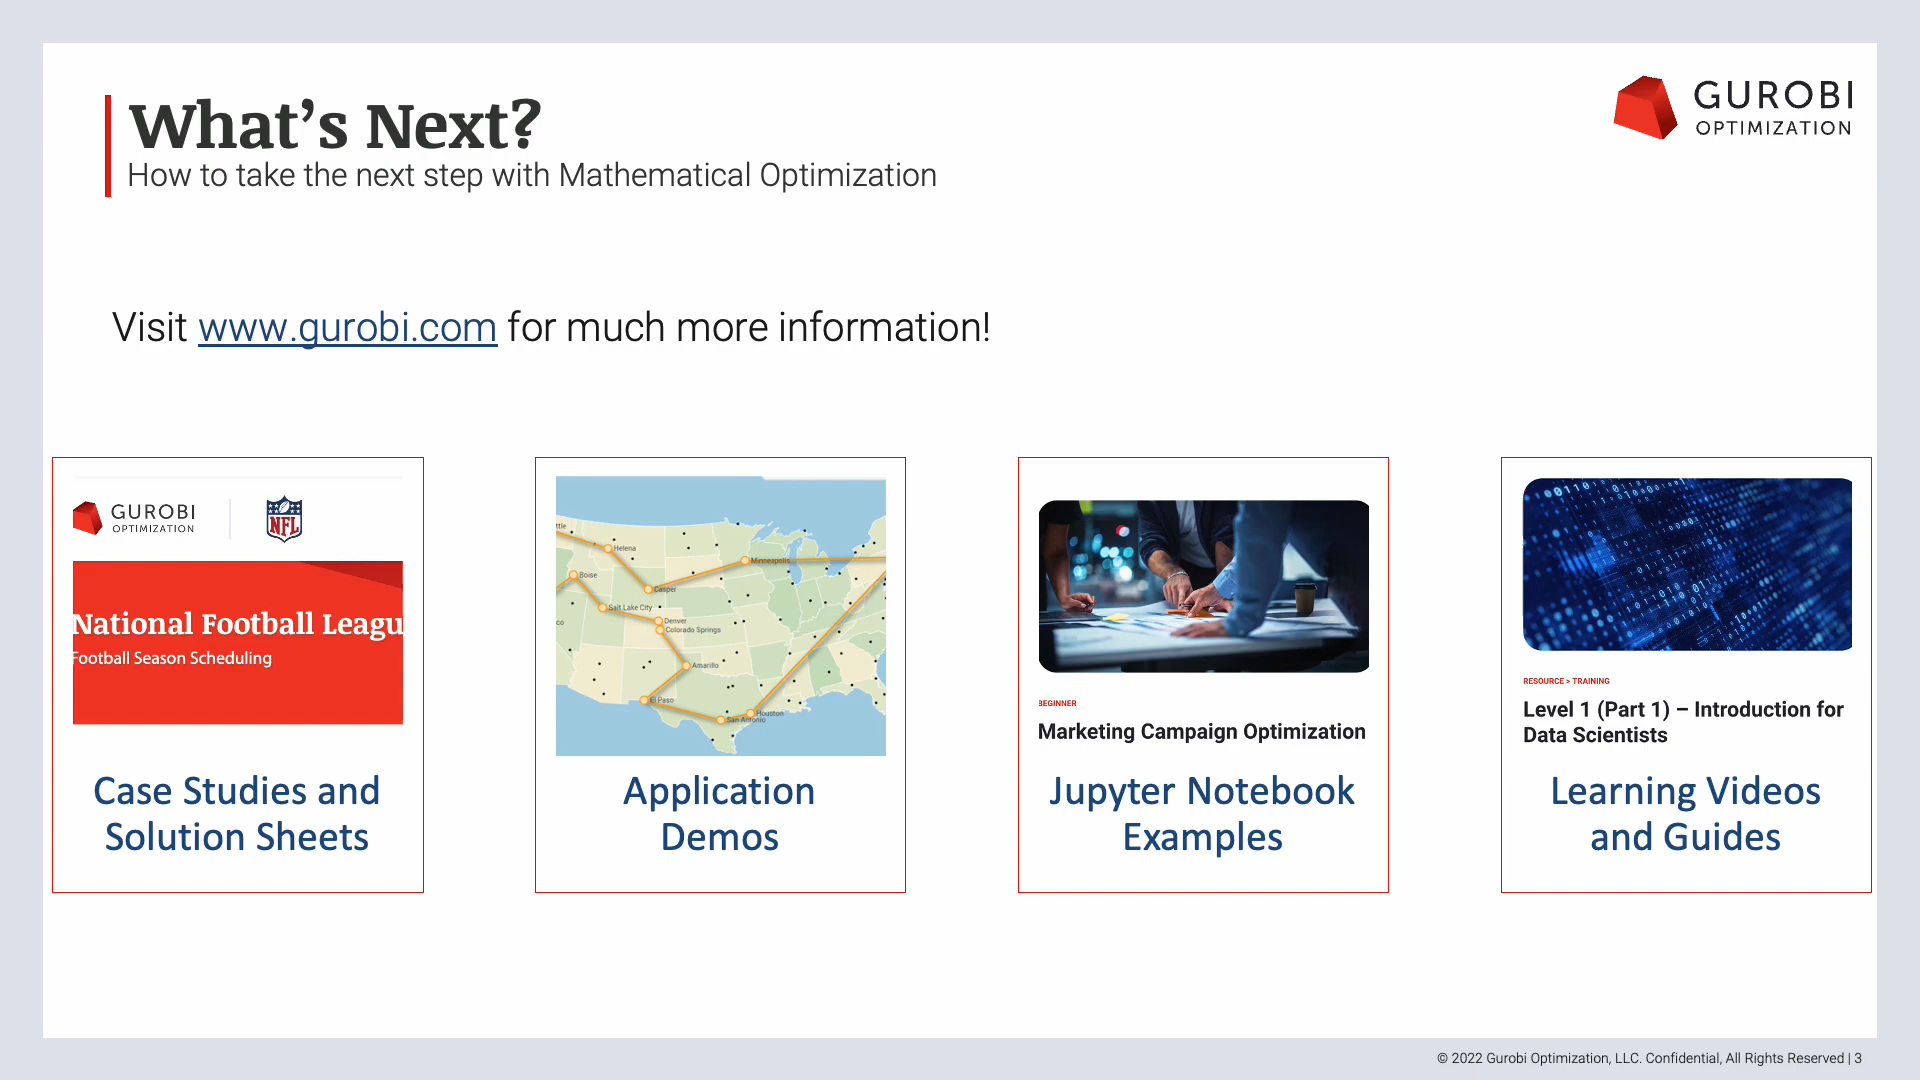 What's Next?
How to take the next step with Mathematical Optimization
GUROBI
OPTIMIZATION
Visit www.gurobi.com for much more information!
GUROBI
OPTIMIZATION
NFL
National Football Leagu
Football Season Scheduling
Case Studies and
Solution Sheets
ttle
Helena
Minneapolis
Boise
Casper
Salt Lake City
Denver
co
Colorado Springs
Amarillo
El Paso
Houston
San Antonio
Application
Demos
BEGINNER
Marketing Campaign Optimization
Jupyter Notebook
Examples
RESOURCE > TRAINING
Level 1 (Part 1) – Introduction for
Data Scientists
Learning Videos
and Guides
© 2022 Gurobi Optimization, LLC. Confidential, All Rights Reserved | 3